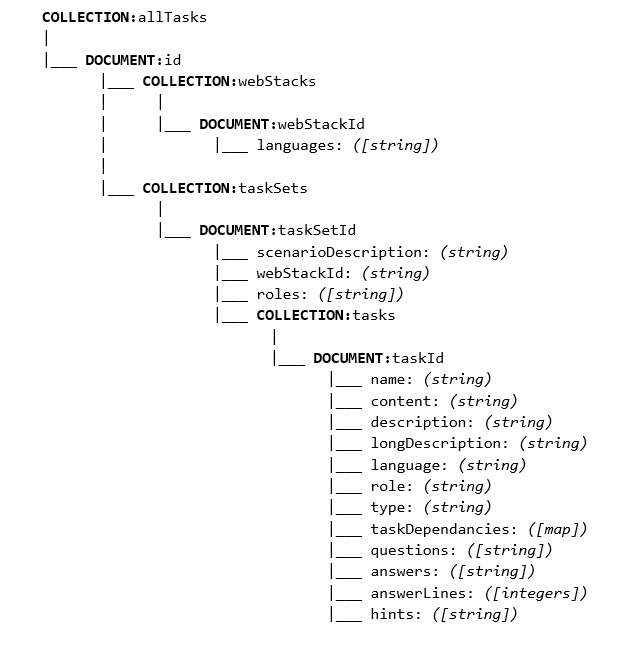 COLLECTION:allTasks
|
|___ DOCUMENT:id
|___ COLLECTION:webStacks
| |
| |___ DOCUMENT:webStackId
| |___ languages: ([string])
|
|___ COLLECTION:taskSets
|
|___ DOCUMENT:taskSetId
|___ scenarioDescription: (string)
|___ webStackId: (string)
|___ roles: ([string])
|___ COLLECTION:tasks
|
|___ DOCUMENT:taskId
|___ name: (string)
|___ content: (string)
|___ description: (string)
|___ longDescription: (string)
|___ language: (string)
|___ role: (string)
|___ type: (string)
|___ taskDependancies: ([map])
|___ questions: ([string])
|___ answers: ([string])
|___ answerLines: ([integers])
|___ hints: ([string])